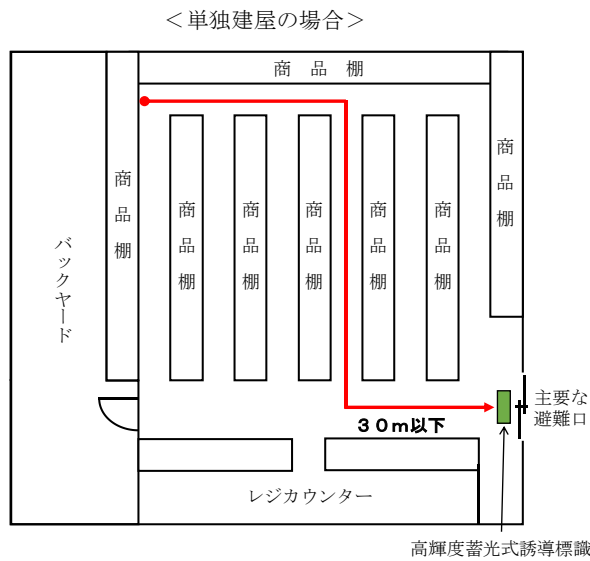 ＜単独建屋の場合＞
商品棚
商品棚
商品棚
商品棚
商品棚
商品棚
商品棚
商品棚
バックヤード
主要な
避難口
３０ｍ以下
レジカウンター
高輝度蓄光式誘導標識